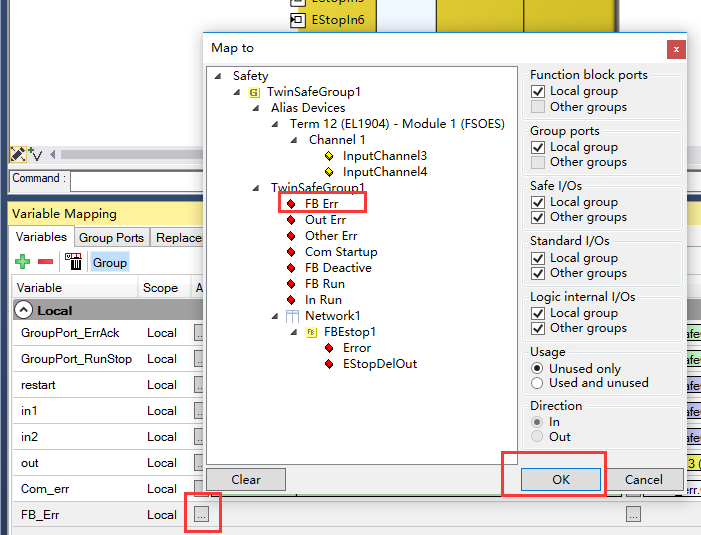 EStopIn5
EStopIn6
Map to
x
Safety
G TwinSafeGroup1
Alias Devices
Term 12 (EL1904) - Module 1 (FSOES)
Channel 1
InputChannel3
InputChannel4
TwinSafeGroup1
FB Err
Out Err
Other Err
Com Startup
FB Deactive
FB Run
In Run
Network1
FB FBEstop1
Error
EStopDelOut
Function block ports
Local group
Other groups
Group ports
Local group
Other groups
Safe I/Os
Local group
Other groups
Standard I/Os
Local group
Other groups
Logic internal I/Os
Local group
Other groups
Usage
Unused only
Used and unused
Direction
In
Out
Clear
OK
Cancel
Command :
Variable Mapping
Variables
Group Ports
Replace
Group
Variable
Scope
Local
GroupPort_ErrAck Local ...
GroupPort_RunStop Local ...
restart Local ...
in1 Local ...
in2 Local ...
out Local ...
Com_err Local ...
FB_Err Local ... ...